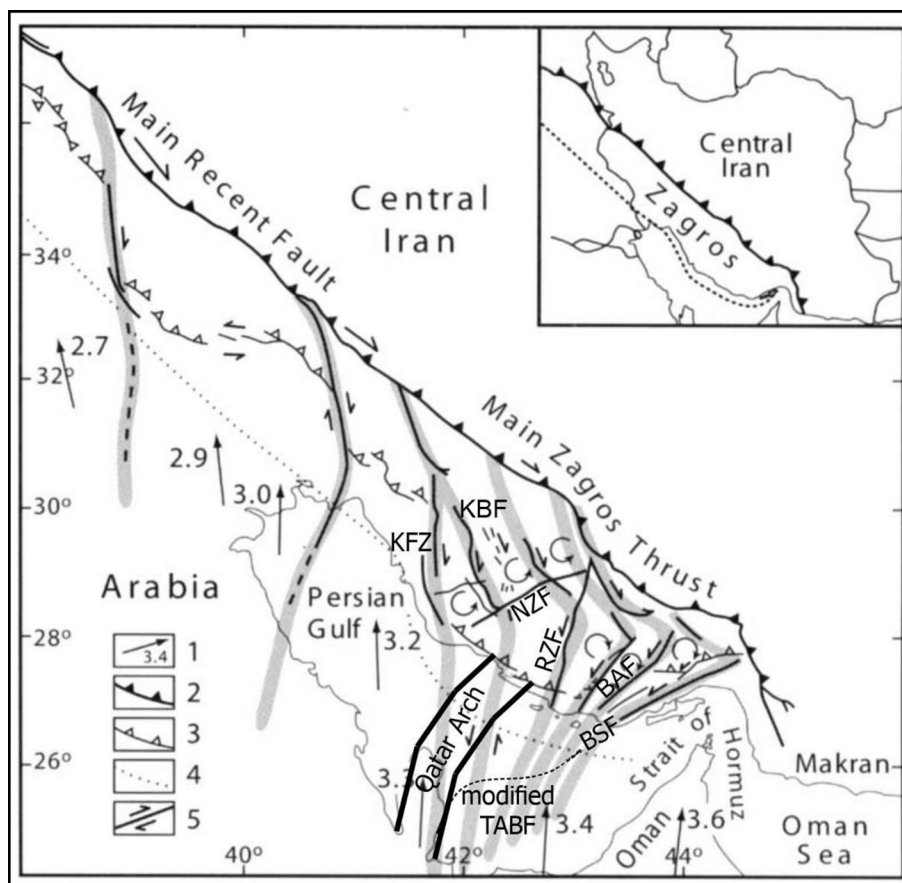 Main Recent Fault
Central
Iran
Central
Iran
Zagros
34°
2.7
32°
Main Zagros Thrust
2.9
3.0
30°
KBF
KFZ
Arabia
Persian
Gulf
NZF
28°
3.2
RZF
BAF
3.4
1
2
3
4
5
Qatar Arch
BSF
Strait of
Hormuz
Makran
26°
3.3
modified
TABF
3.4
3.6
Oman
Oman
Sea
40°
42°
44°